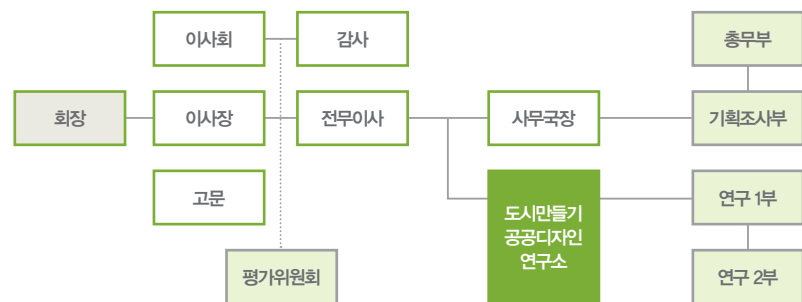 이사회
감사
총무부
회장
이사장
전무이사
사무국장
기획조사부
고문
도시만들기
공공디자인
연구소
연구 1부
평가위원회
연구 2부